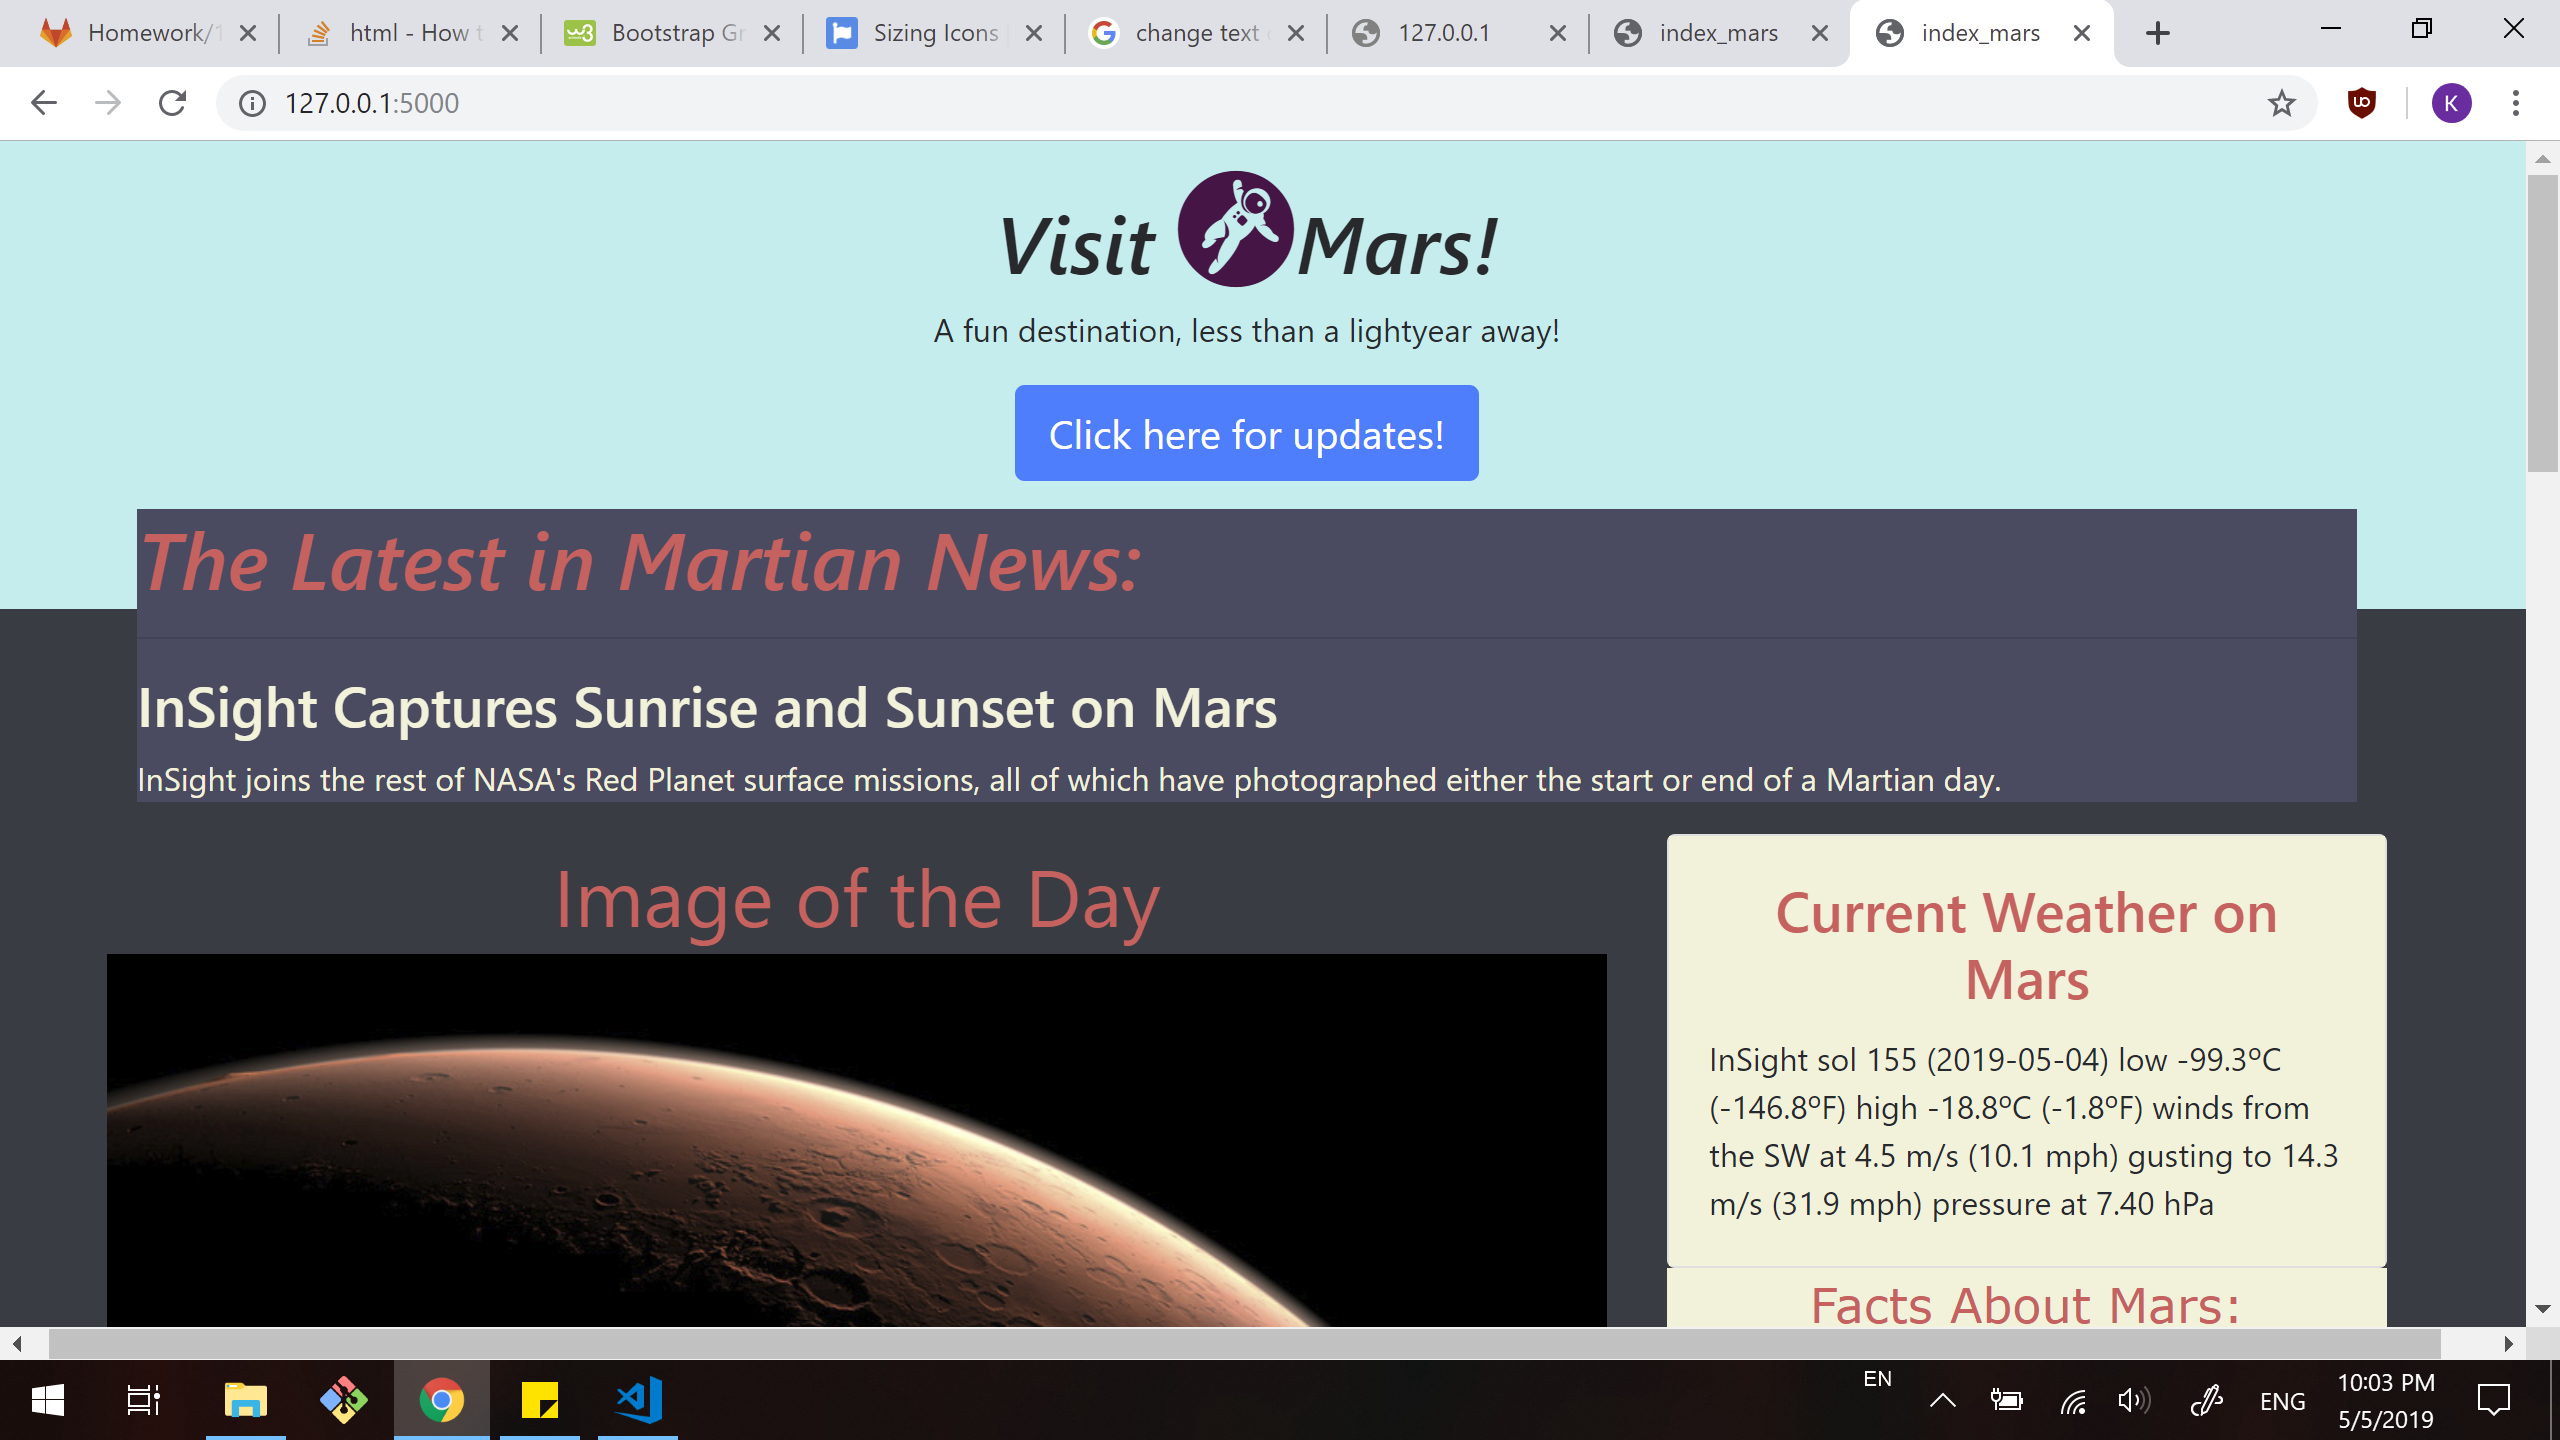 Homework/1
html - How t
Bootstrap Gr
Sizing Icons
change text
127.0.0.1
index_mars
index_mars
127.0.0.1:5000
K
Visit Mars!
A fun destination, less than a lightyear away!
Click here for updates!
The Latest in Martian News:
InSight Captures Sunrise and Sunset on Mars
InSight joins the rest of NASA's Red Planet surface missions, all of which have photographed either the start or end of a Martian day.
Image of the Day
Current Weather on
Mars
InSight sol 155 (2019-05-04) low -99.3ºC
(-146.8ºF) high -18.8ºC (-1.8ºF) winds from
the SW at 4.5 m/s (10.1 mph) gusting to 14.3
m/s (31.9 mph) pressure at 7.40 hPa
Facts About Mars:
EN
ENG
10:03 PM
5/5/2019